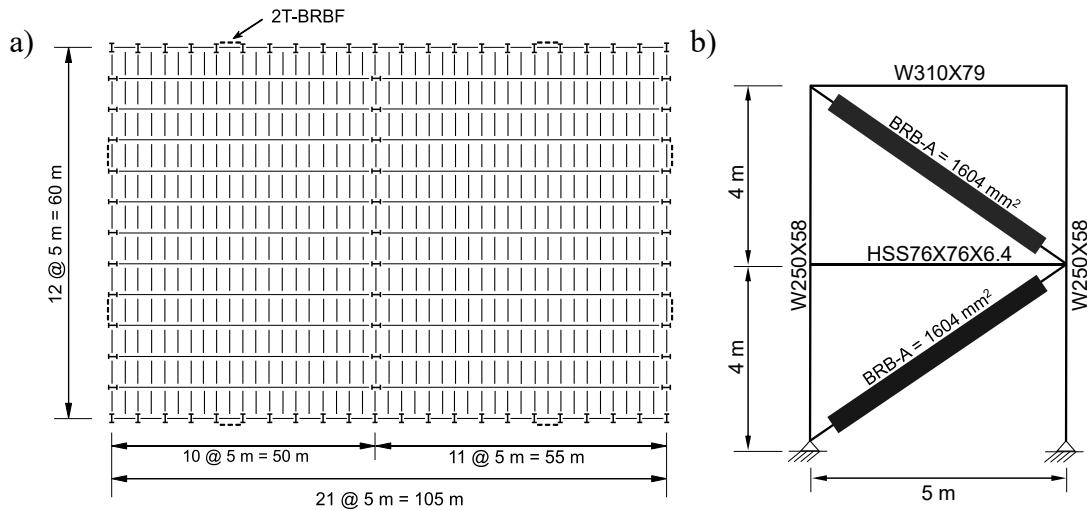 a)
2T-BRBF
12 @ 5 m = 60 m
10 @ 5 m = 50 m
11 @ 5 m = 55 m
21 @ 5 m = 105 m
b)
W310X79
4 m
BRB-A = 1604 mm²
W250X58
HSS76X76X6.4
W250X58
4 m
BRB-A = 1604 mm²
5 m